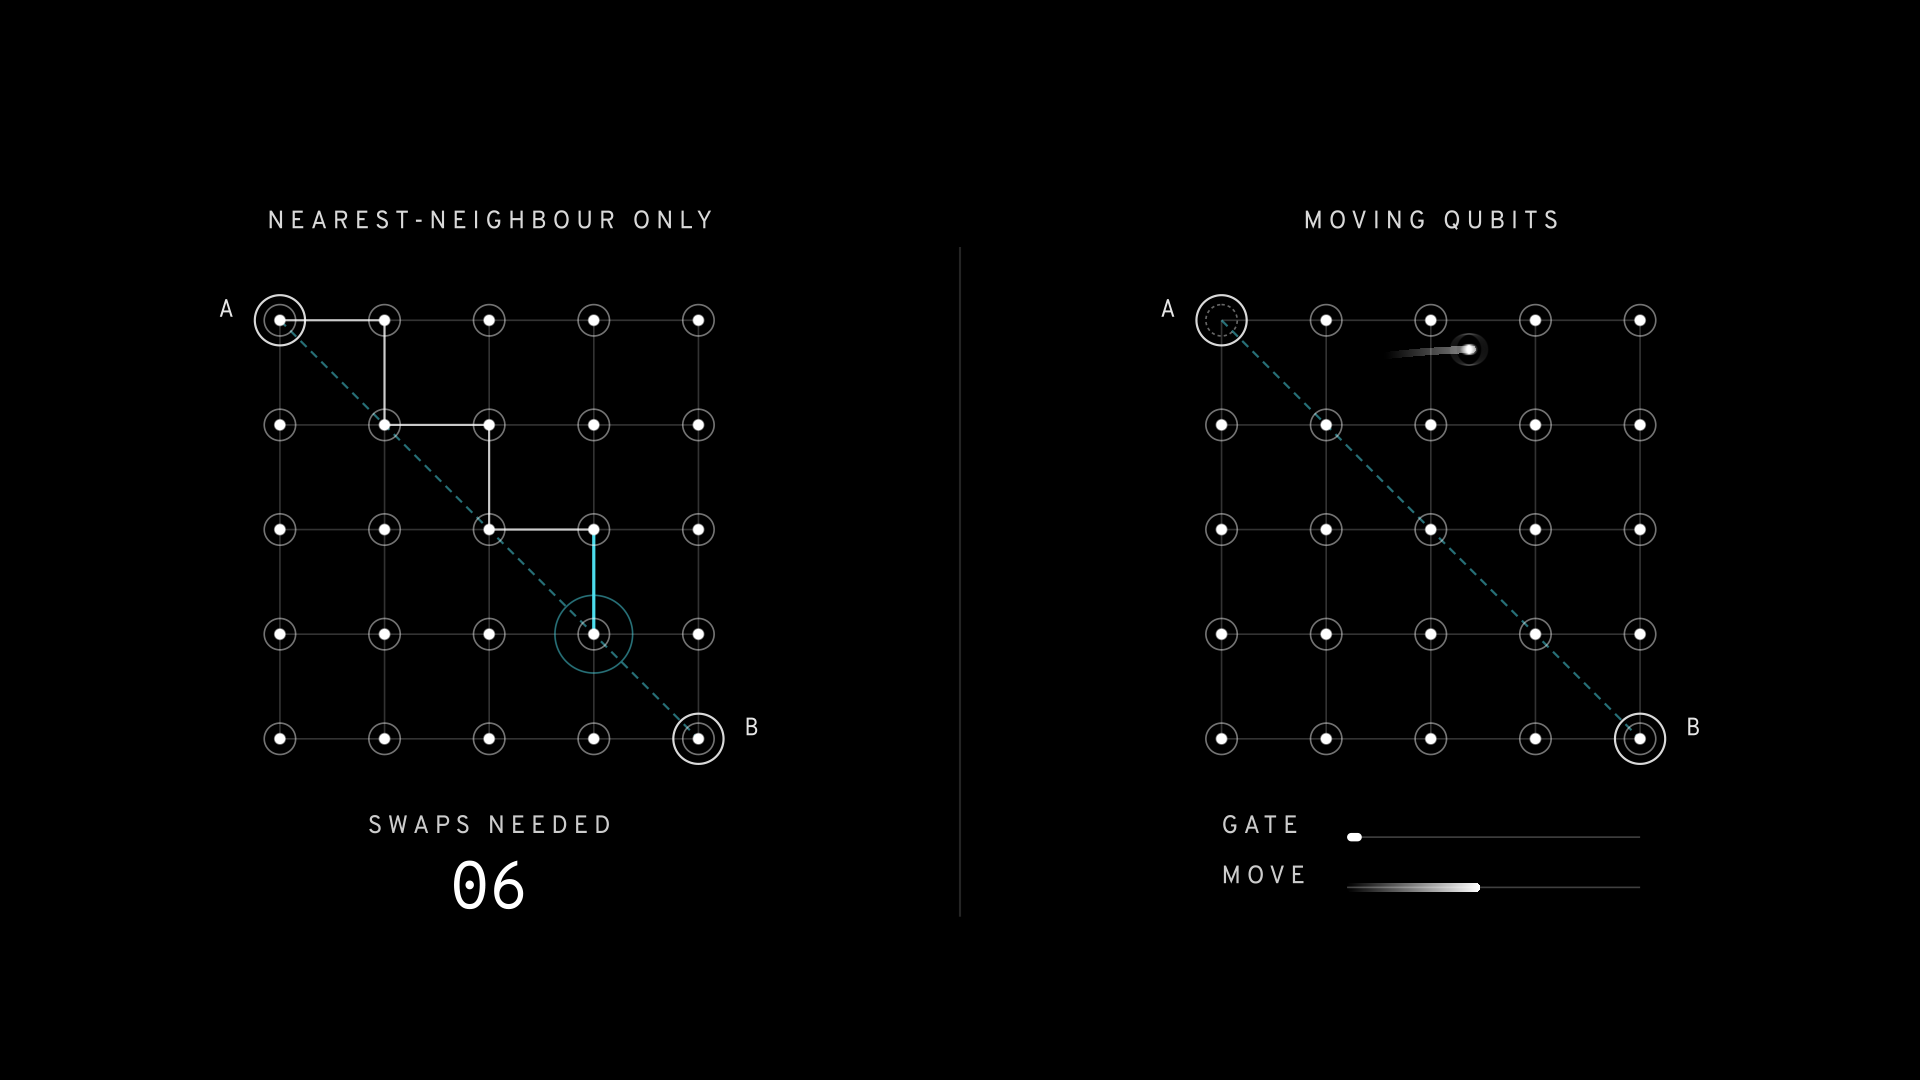 NEAREST-NEIGHBOUR ONLY
A
B
SWAPS NEEDED
06
MOVING QUBITS
A
B
GATE
MOVE